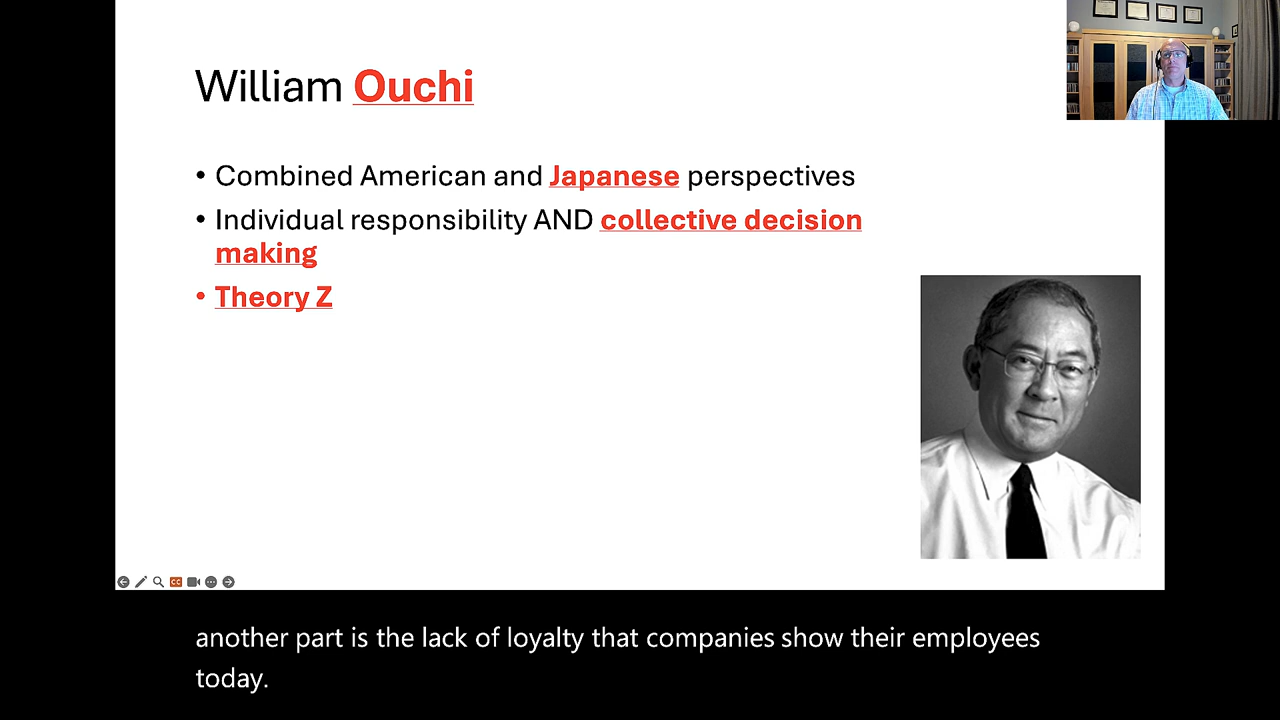 William Ouchi
• Combined American and Japanese perspectives
• Individual responsibility AND collective decision
making
• Theory Z
CC
another part is the lack of loyalty that companies show their employees
today.